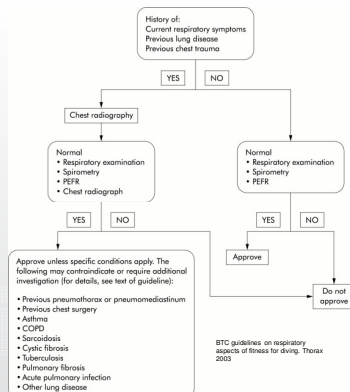 History of:
Current respiratory symptoms
Previous lung disease
Previous chest trauma
YES
NO
Chest radiography
Normal
• Respiratory examination
• Spirometry
• PEFR
• Chest radiograph
Normal
• Respiratory examination
• Spirometry
• PEFR
YES
NO
YES
NO
Approve
Do not
approve
Approve unless specific conditions apply. The
following may contraindicate or require additional
investigation (for details, see text of guideline):
• Previous pneumothorax or pneumomediastinum
• Previous chest surgery
• Asthma
• COPD
• Sarcoidosis
• Cystic fibrosis
• Tuberculosis
• Pulmonary fibrosis
• Acute pulmonary infection
• Other lung disease
BTC guidelines on respiratory
aspects of fitness for diving. Thorax
2003